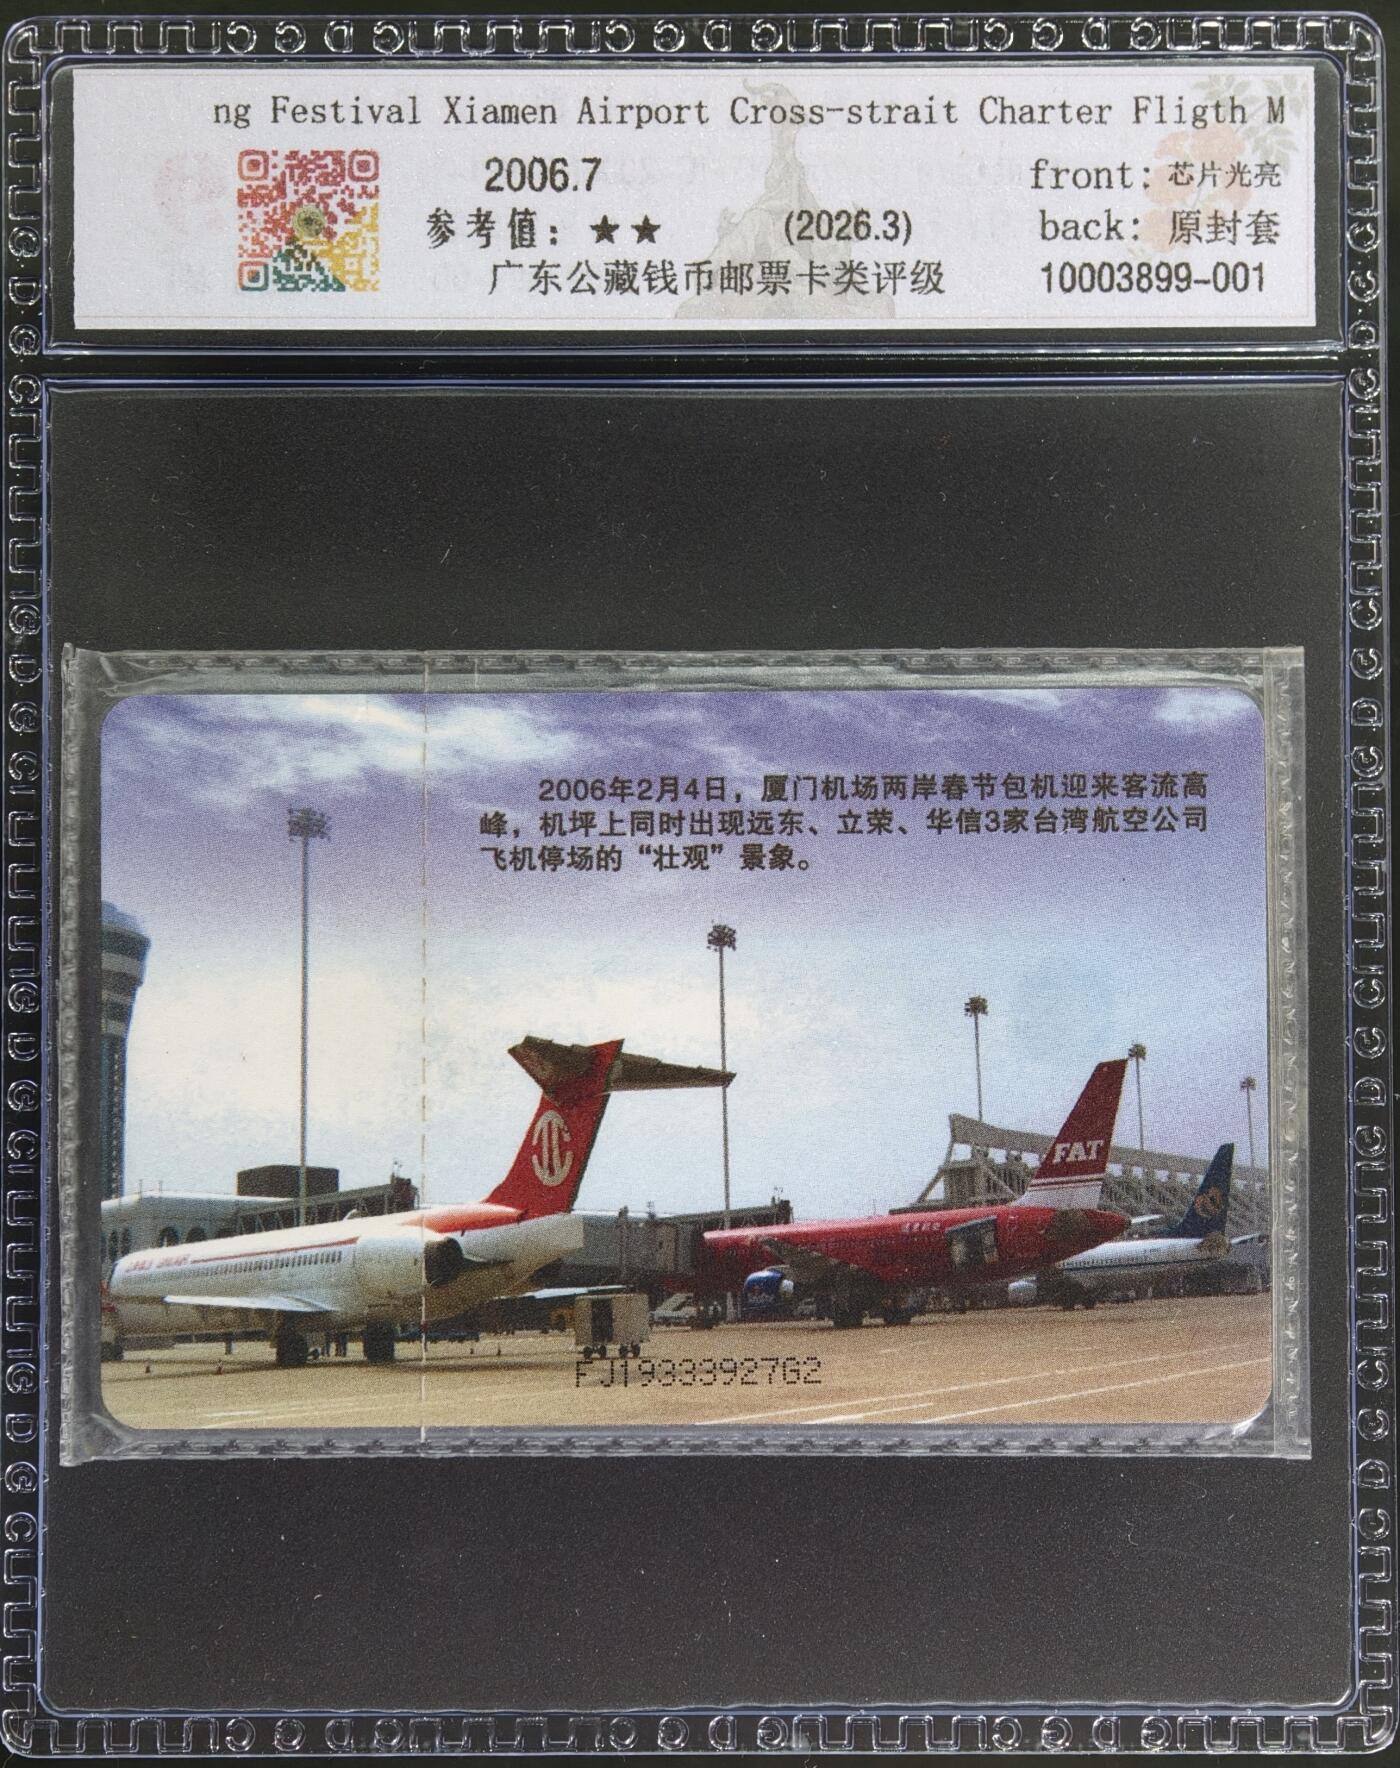 ng Festival Xiamen Airport Cross-strait Charter Fligth M
2006.7
front: 芯片光亮
参考值: ★★
(2026.3)
back: 原封套
广东公藏钱币邮票卡类评级
10003899-001
2006年2月4日，厦门机场两岸春节包机迎来客流高
峰，机坪上同时出现远东、立荣、华信3家台湾航空公司
飞机停场的“壮观”景象。
FAT
FJ1933392762